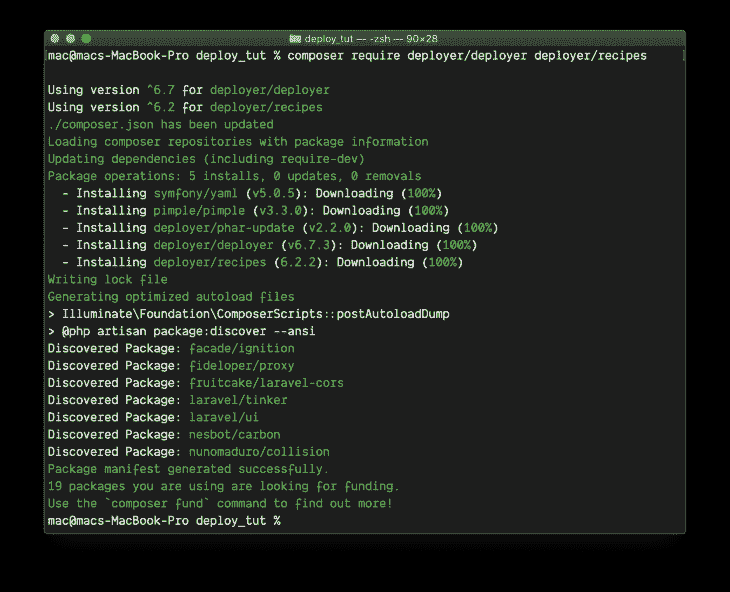 deploy_tut — -zsh — 90×28
mac@macs-MacBook-Pro deploy_tut % composer require deployer/deployer deployer/recipes
Using version ^6.7 for deployer/deployer
Using version ^6.2 for deployer/recipes
./composer.json has been updated
Loading composer repositories with package information
Updating dependencies (including require-dev)
Package operations: 5 installs, 0 updates, 0 removals
- Installing symfony/yaml (v5.0.5): Downloading (100%)
- Installing pimple/pimple (v3.3.0): Downloading (100%)
- Installing deployer/phar-update (v2.2.0): Downloading (100%)
- Installing deployer/deployer (v6.7.3): Downloading (100%)
- Installing deployer/recipes (6.2.2): Downloading (100%)
Writing lock file
Generating optimized autoload files
> Illuminate\Foundation\ComposerScripts::postAutoloadDump
> @php artisan package:discover --ansi
Discovered Package: facade/ignition
Discovered Package: fideloper/proxy
Discovered Package: fruitcake/laravel-cors
Discovered Package: laravel/tinker
Discovered Package: laravel/ui
Discovered Package: nesbot/carbon
Discovered Package: nunomaduro/collision
Package manifest generated successfully.
19 packages you are using are looking for funding.
Use the `composer fund` command to find out more!
mac@macs-MacBook-Pro deploy_tut %